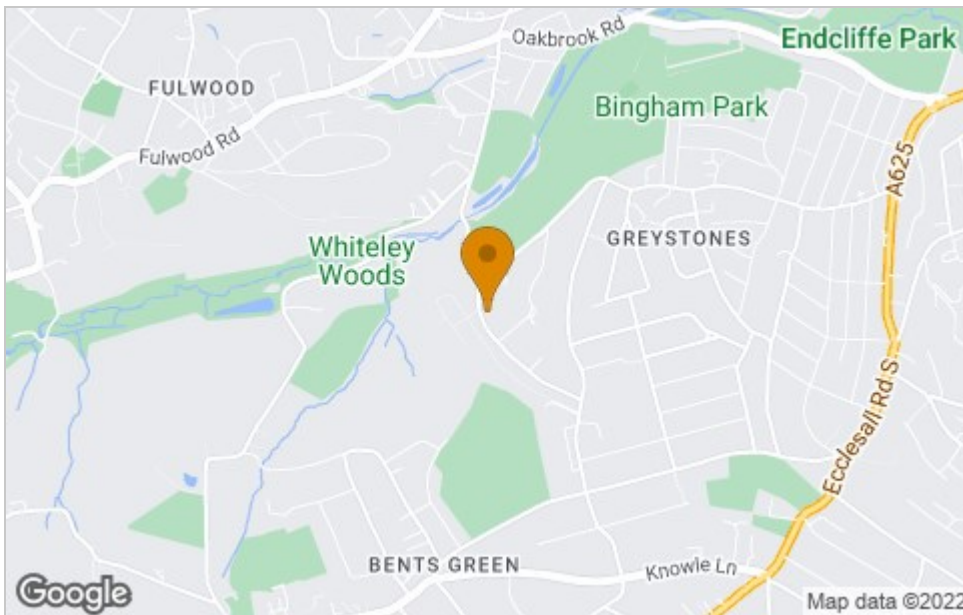 Oakbrook Rd
Endcliffe Park
FULWOOD
Bingham Park
Fulwood Rd
A625
Whiteley
Woods
GREYSTONES
Ecclesall Rd S
BENTS GREEN
Knowle Ln
Google
Map data ©2022